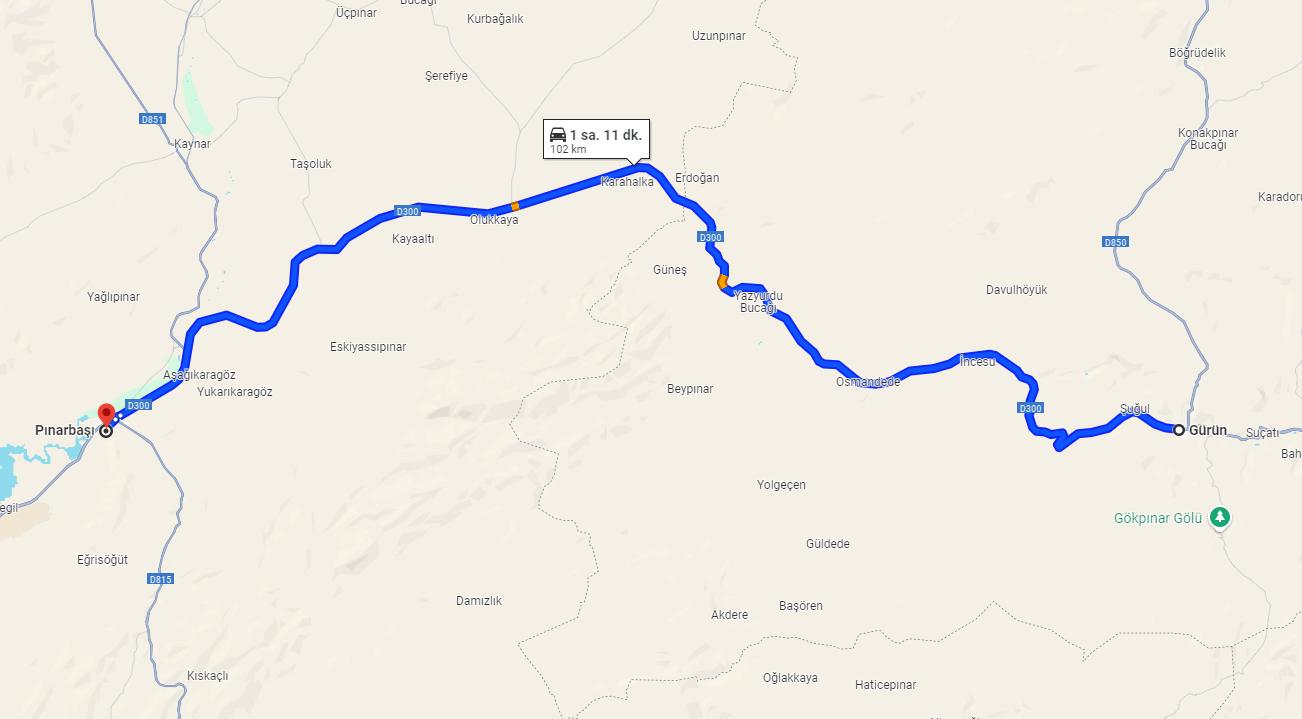 Bucağı
Üçpınar
Kurbağalık
Uzunpınar
Böğrüdelik
Şerefiye
D851
Kaynar
1 sa. 11 dk.
102 km
Konakpınar
Bucağı
Taşoluk
Karahalka
Erdoğan
Karadoru
D300
Olukkaya
Kayaaltı
D300
D850
Güneş
Yağlıpınar
Yazyurdu
Bucağı
Davulhöyük
Eskiyassıpınar
İncesu
Aşağıkaragöz
Yukarıkaragöz
Osmandede
Beypınar
D300
D300
Şuğul
Pınarbaşı
Gürün
Suçatı
Bah
Yolgeçen
egil
Gökpınar Gölü
Güldede
Eğrisöğüt
D815
Damızlık
Başören
Akdere
Kıskaçlı
Oğlakkaya
Haticepınar